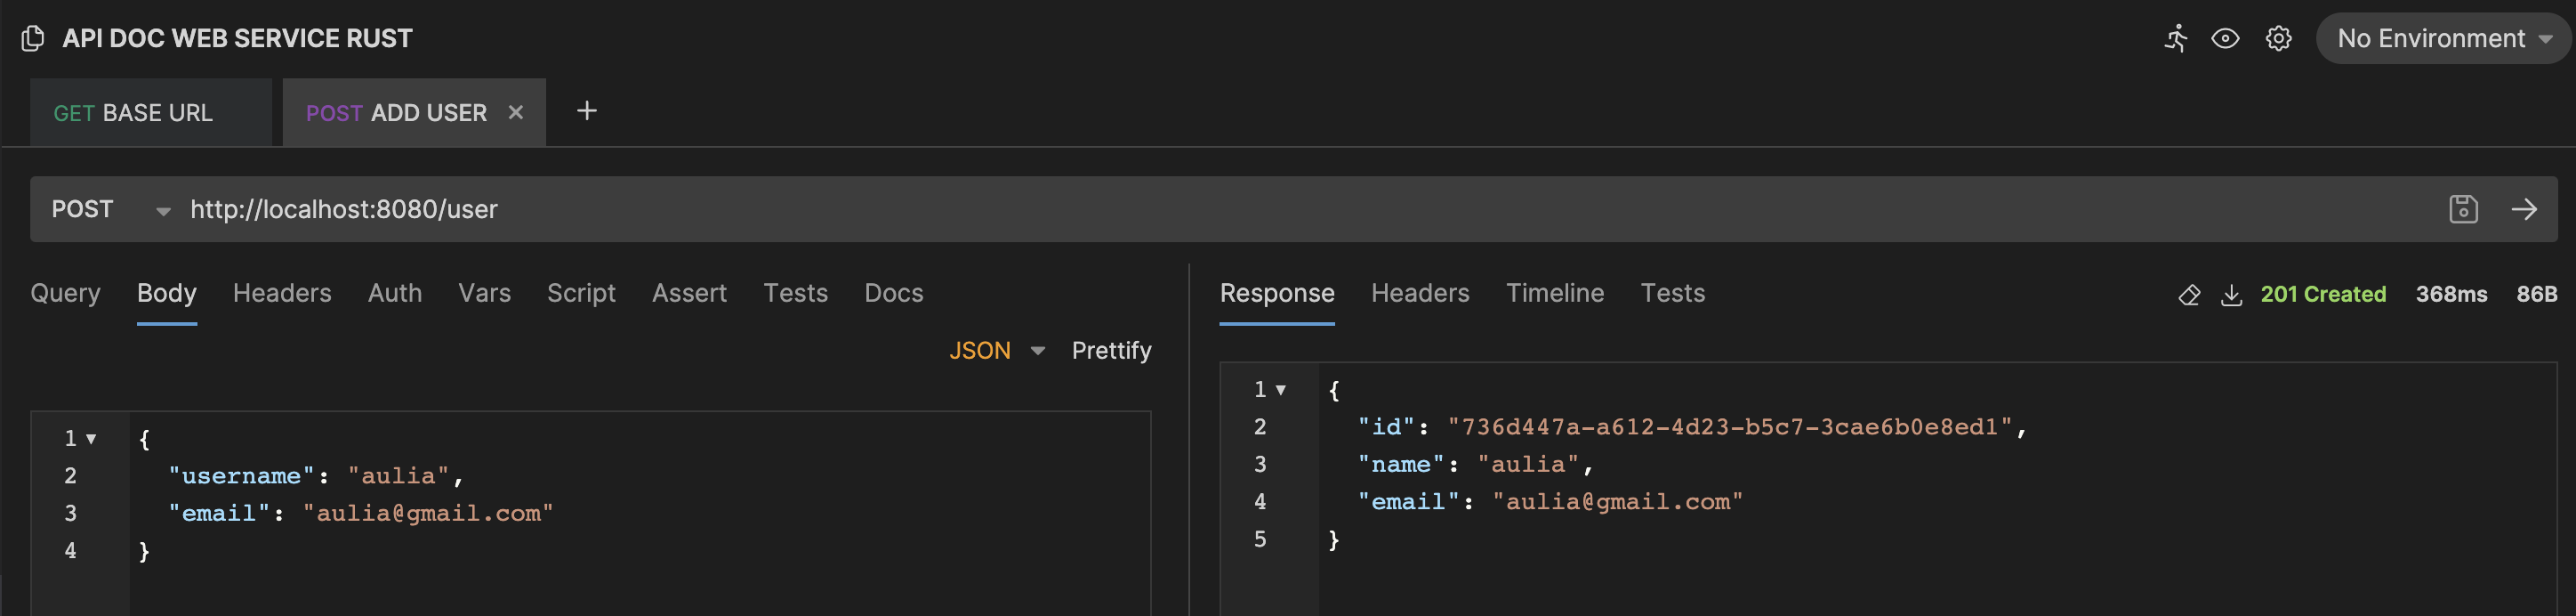 API DOC WEB SERVICE RUST
No Environment
GET BASE URL
POST ADD USER
POST http://localhost:8080/user
Query Body Headers Auth Vars Script Assert Tests Docs
JSON Prettify
1 {
2 "username": "aulia",
3 "email": "aulia@gmail.com"
4 }
Response Headers Timeline Tests
201 Created 368ms 86B
1 {
2 "id": "736d447a-a612-4d23-b5c7-3cae6b0e8ed1",
3 "name": "aulia",
4 "email": "aulia@gmail.com"
5 }